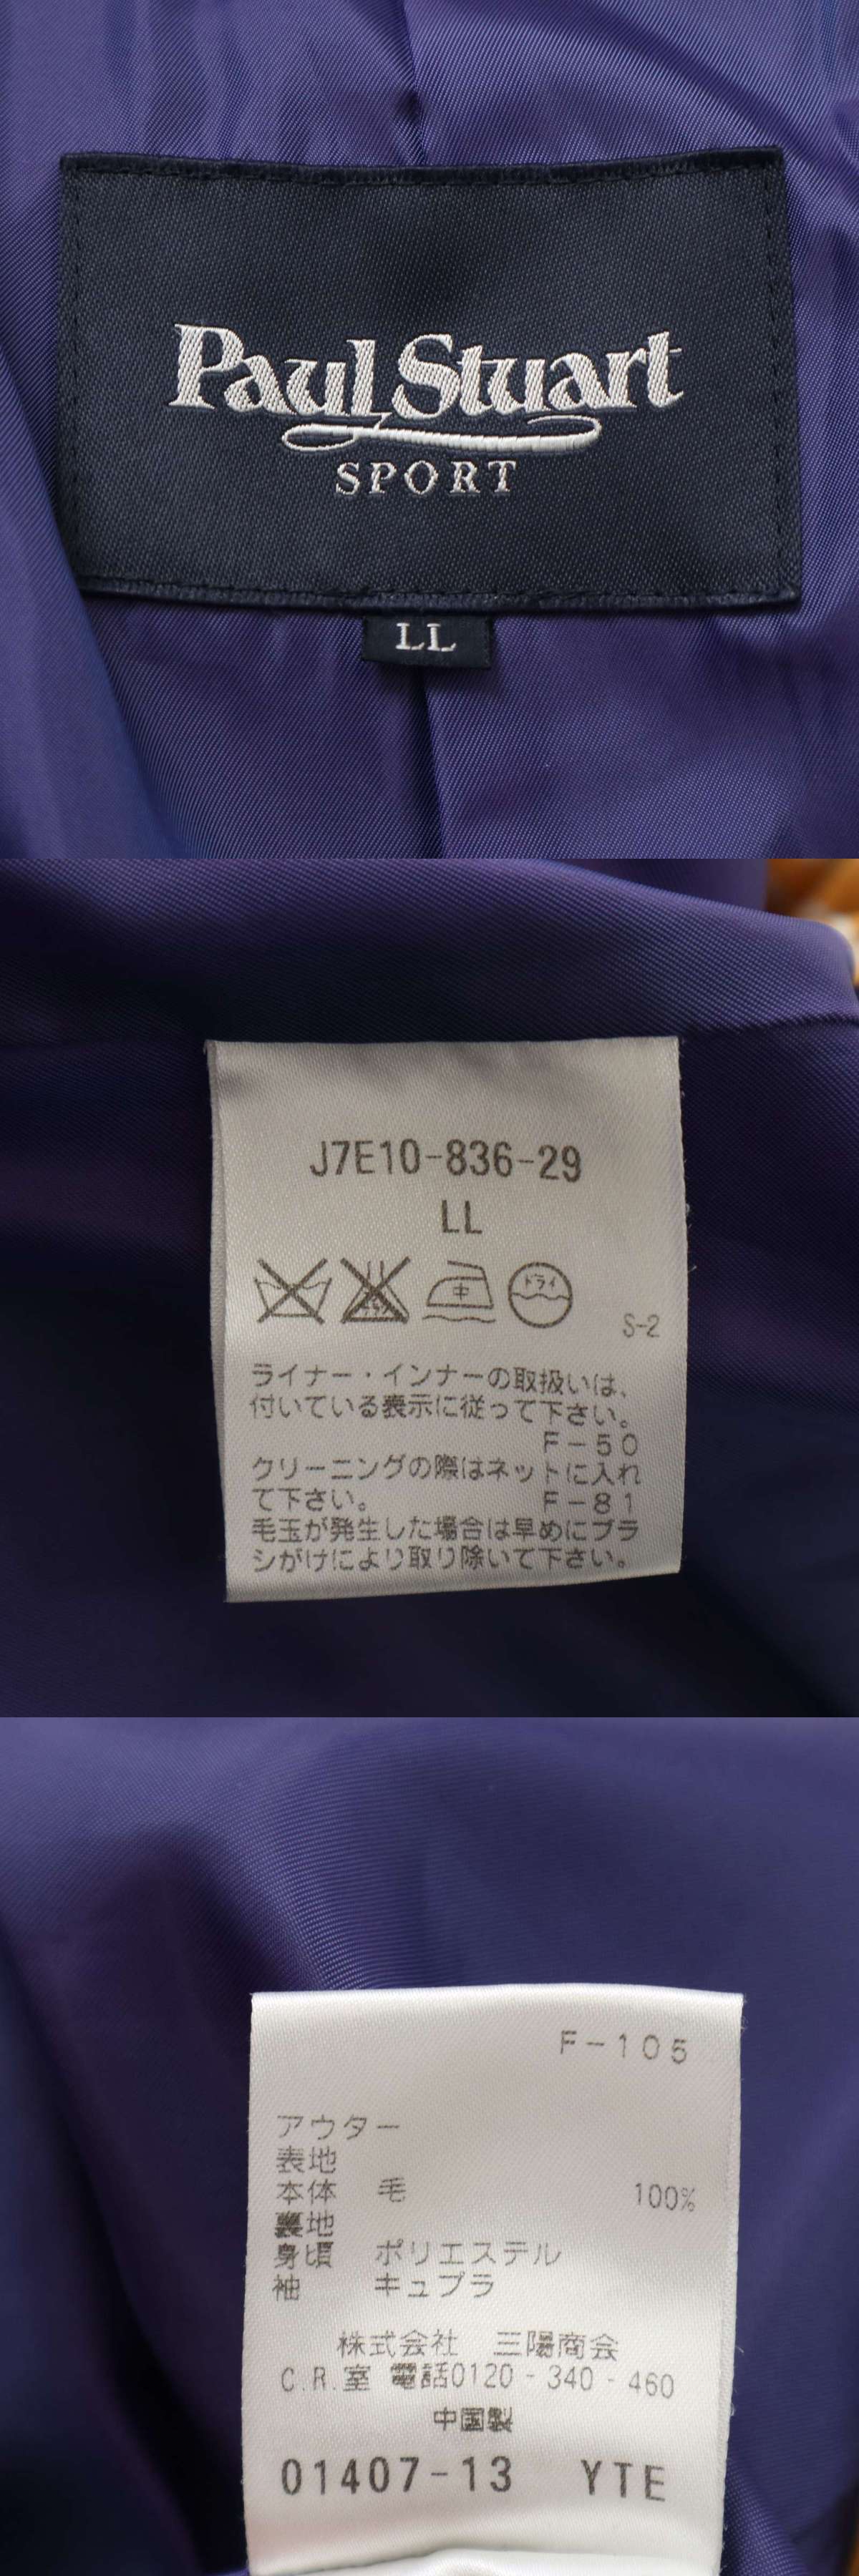 Paul Stuart
SPORT
LL
J7E10-836-29
LL
中 ドライ
S-2
ライナー・インナーの取扱いは、
付いている表示に従って下さい。
F-50
クリーニングの際はネットに入れ
て下さい。 F-81
毛玉が発生した場合は早めにブラ
シがけにより取り除いて下さい。
F-105
アウター
表地
本体 毛 100%
裏地
身頃 ポリエステル
袖 キュプラ
株式会社 三陽商会
C.R.室 電話0120-340-460
中国製
01407-13 YTE